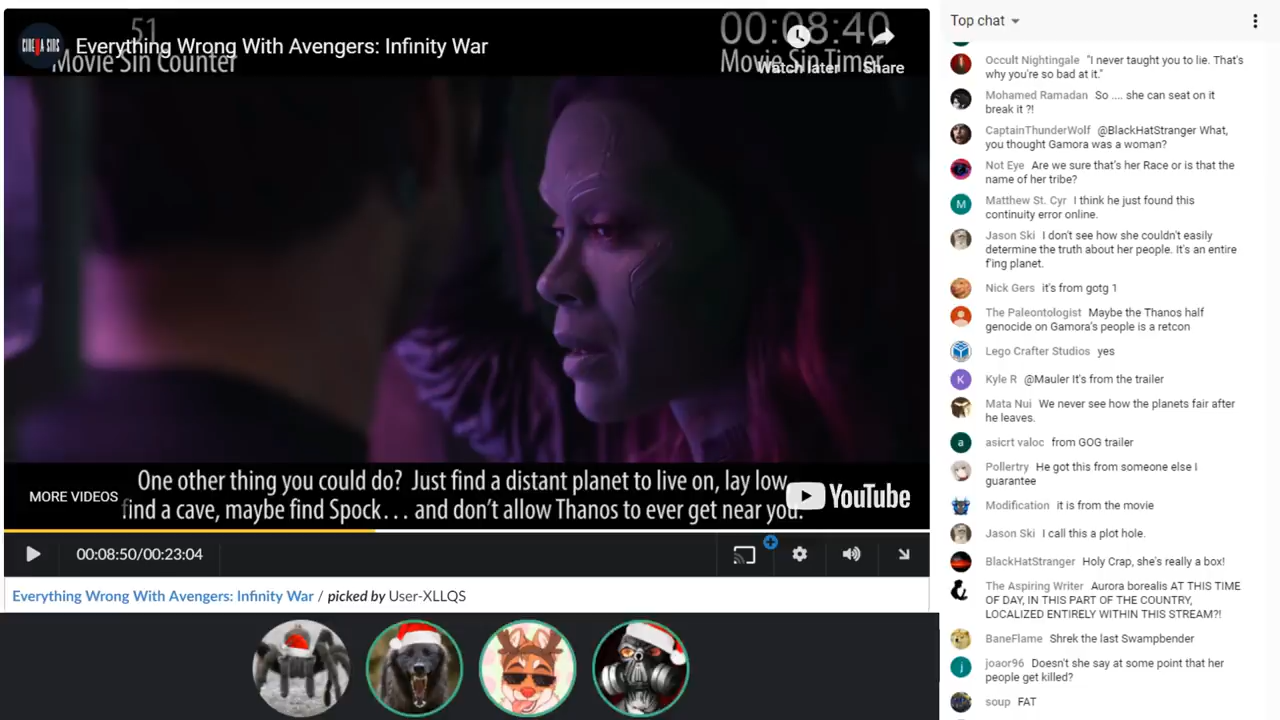 51
00:08:40
CINEMA SINS
Everything Wrong With Avengers: Infinity War
Movie Sin Counter
Movie Sin Timer
Watch later
Share
One other thing you could do? Just find a distant planet to live on, lay low,
find a cave, maybe find Spock… and don't allow Thanos to ever get near you.
MORE VIDEOS
YouTube
00:08:50/00:23:04
Everything Wrong With Avengers: Infinity War / picked by User-XLLQS
Top chat
Occult Nightingale "I never taught you to lie. That's
why you're so bad at it."
Mohamed Ramadan So .... she can seat on it
break it ?!
CaptainThunderWolf @BlackHatStranger What,
you thought Gamora was a woman?
Not Eye Are we sure that's her Race or is that the
name of her tribe?
M
Matthew St. Cyr I think he just found this
continuity error online.
Jason Ski I don't see how she couldn't easily
determine the truth about her people. It's an entire
f'ing planet.
Nick Gers it's from gotg 1
The Paleontologist Maybe the Thanos half
genocide on Gamora's people is a retcon
Lego Crafter Studios yes
K
Kyle R @Mauler It's from the trailer
Mata Nui We never see how the planets fair after
he leaves.
a
asicrt valoc from GOG trailer
Pollertry He got this from someone else I
guarantee
Modification it is from the movie
Jason Ski I call this a plot hole.
BlackHatStranger Holy Crap, she's really a box!
The Aspiring Writer Aurora borealis AT THIS TIME
OF DAY, IN THIS PART OF THE COUNTRY,
LOCALIZED ENTIRELY WITHIN THIS STREAM?!
BaneFlame Shrek the last Swampbender
j
joaor96 Doesn't she say at some point that her
people get killed?
soup FAT